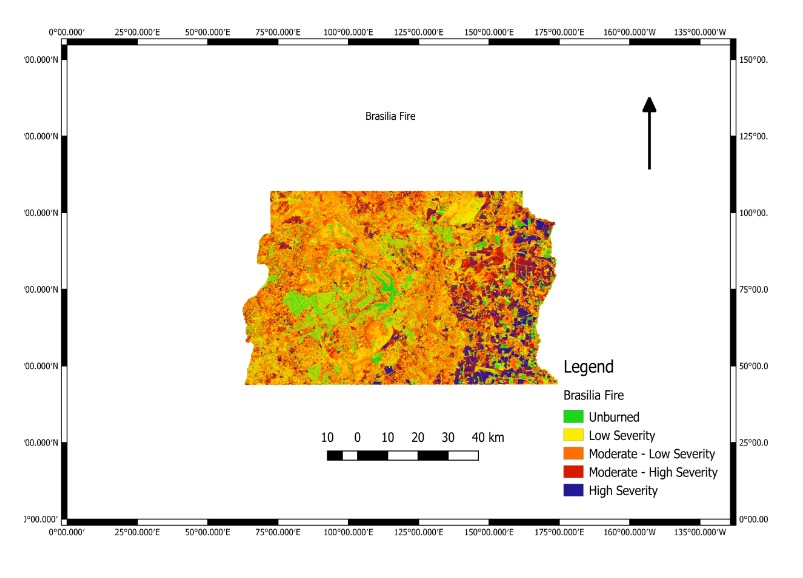 0°00.000' 25°00.000'E 50°00.000'E 75°00.000'E 100°00.000'E 125°00.000'E 150°00.000'E 175°00.000'E 160°00.000'W 135°00.000'W
'00.000'N 150°00.
Brasilia Fire
'00.000'N 125°00.
'00.000'N 100°00.
'00.000'N 75°00.0
'00.000'N 50°00.0
Legend
Brasilia Fire
Unburned
Low Severity
Moderate - Low Severity
Moderate - High Severity
High Severity
10 0 10 20 30 40 km
'00.000'N 25°00.0
)°00.000' 0°00.00
0°00.000' 25°00.000'E 50°00.000'E 75°00.000'E 100°00.000'E 125°00.000'E 150°00.000'E 175°00.000'E 160°00.000'W 135°00.000'W